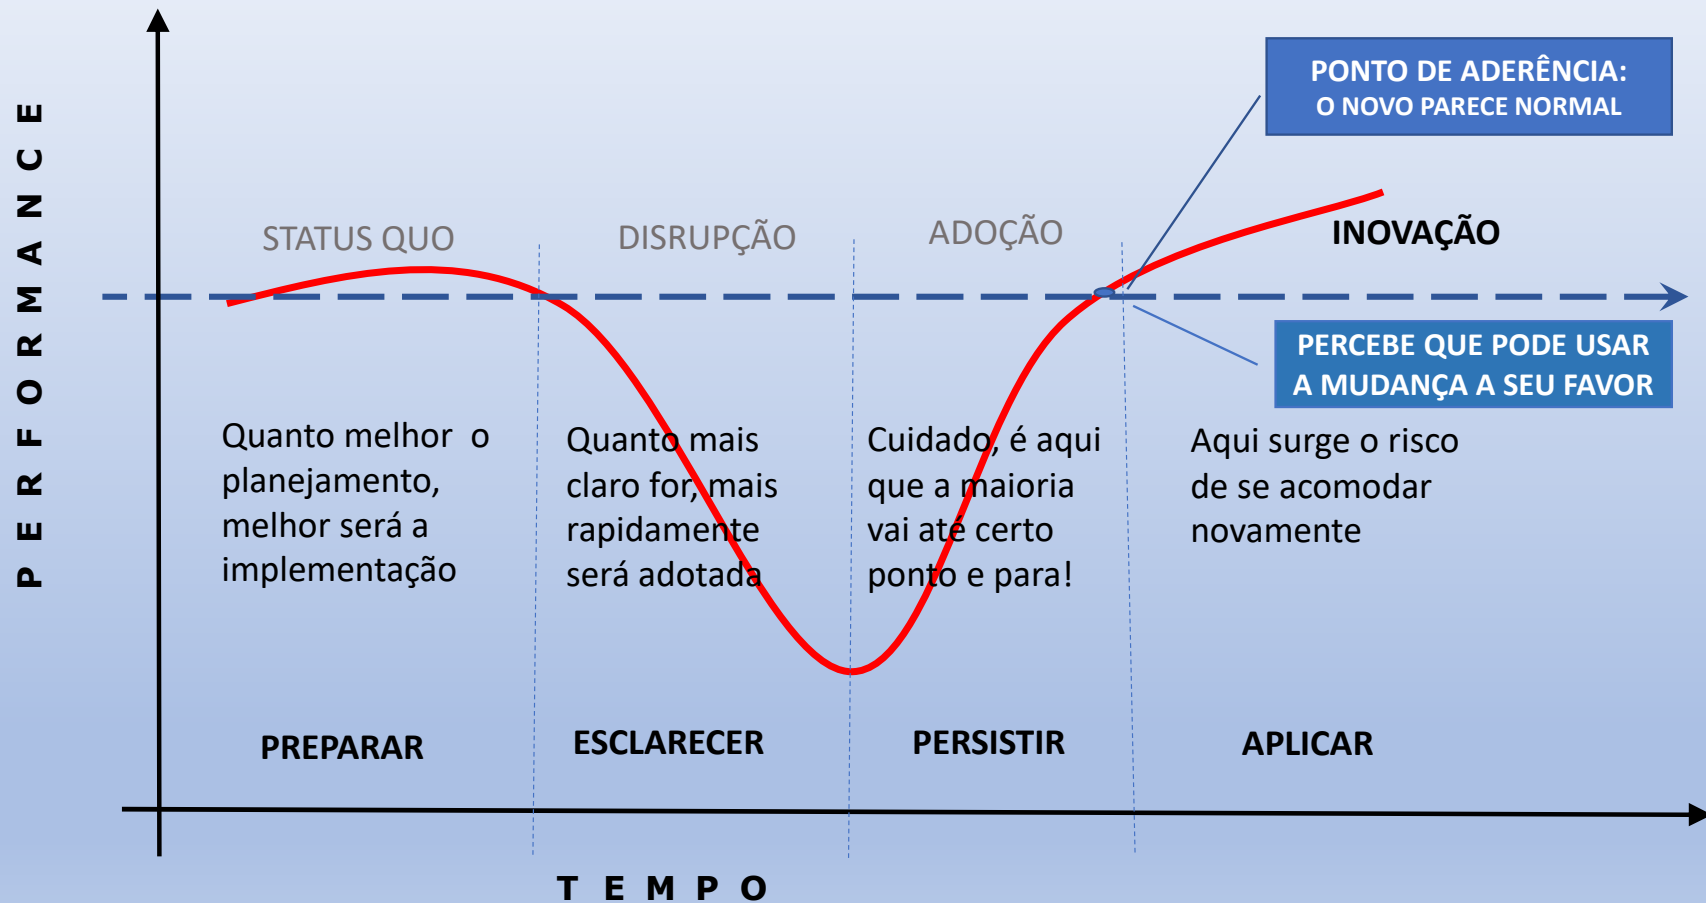 PERFORMANCE
PONTO DE ADERÊNCIA:
O NOVO PARECE NORMAL
STATUS QUO
DISRUPÇÃO
ADOÇÃO
INOVAÇÃO
PERCEBE QUE PODE USAR
A MUDANÇA A SEU FAVOR
Quanto melhor o
planejamento,
melhor será a
implementação
Quanto mais
claro for, mais
rapidamente
será adotada
Cuidado, é aqui
que a maioria
vai até certo
ponto e para!
Aqui surge o risco
de se acomodar
novamente
PREPARAR
ESCLARECER
PERSISTIR
APLICAR
TEMPO